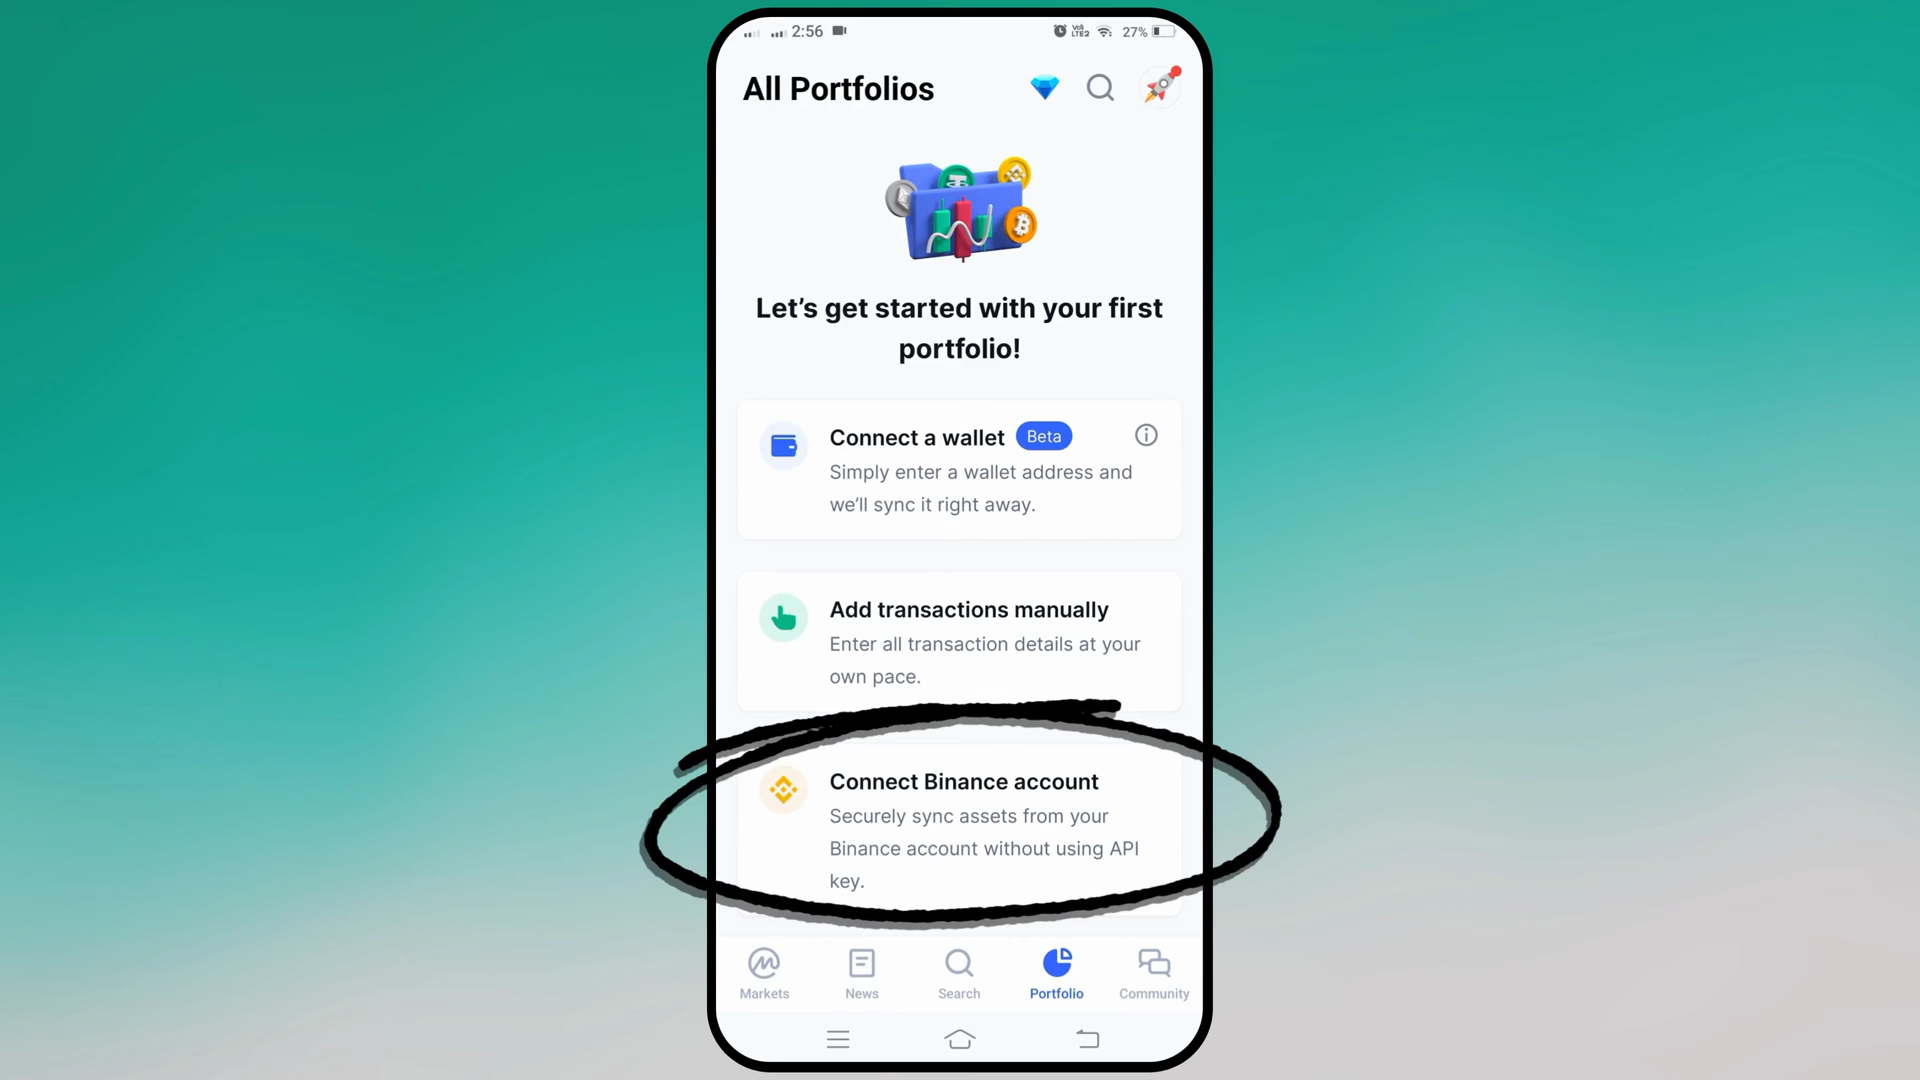 2:56
VoB
LTE2
27%
All Portfolios
Let’s get started with your first
portfolio!
Connect a wallet Beta
Simply enter a wallet address and
we’ll sync it right away.
Add transactions manually
Enter all transaction details at your
own pace.
Connect Binance account
Securely sync assets from your
Binance account without using API
key.
Markets News Search Portfolio Community